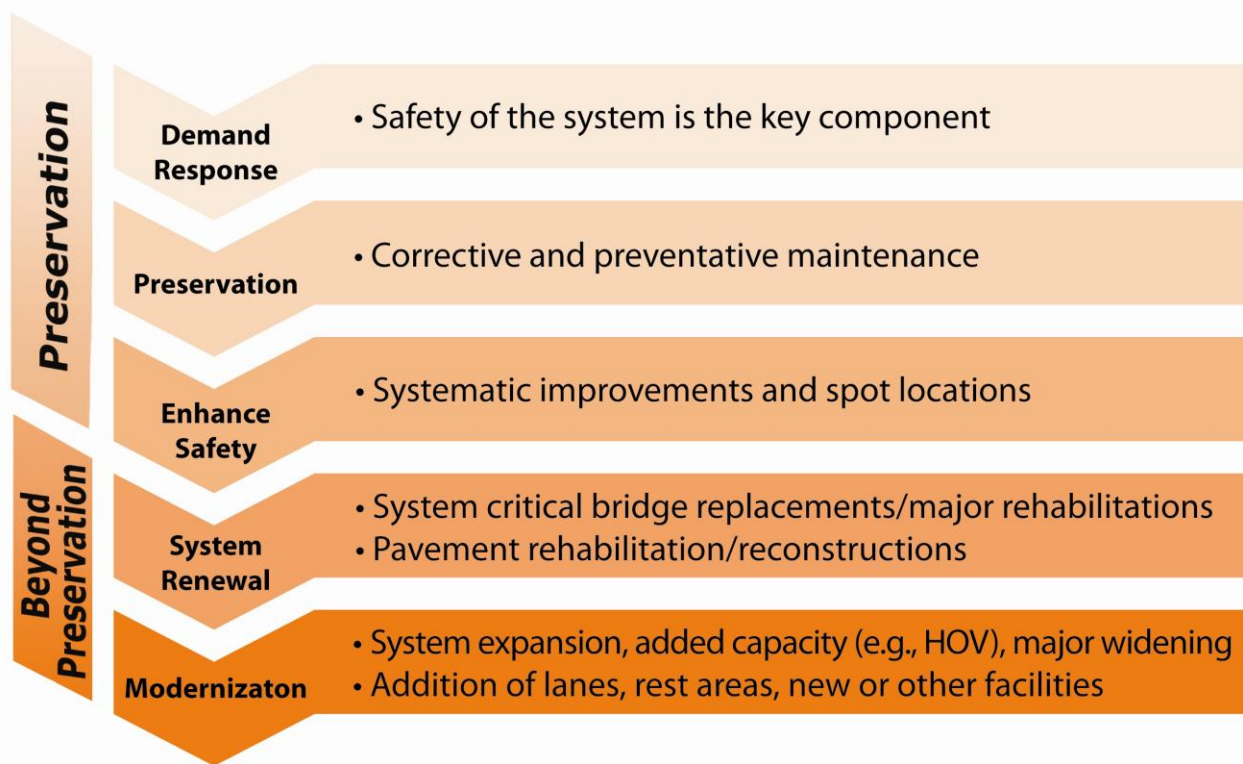 Preservation
Demand
Response
• Safety of the system is the key component
Preservation
• Corrective and preventative maintenance
Enhance
Safety
• Systematic improvements and spot locations
Beyond
Preservation
System
Renewal
• System critical bridge replacements/major rehabilitations
• Pavement rehabilitation/reconstructions
Modernizaton
• System expansion, added capacity (e.g., HOV), major widening
• Addition of lanes, rest areas, new or other facilities